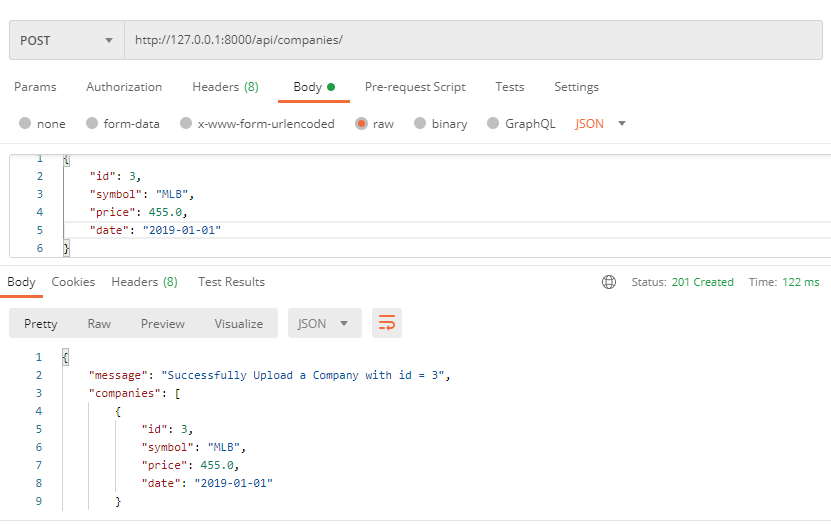 POST http://127.0.0.1:8000/api/companies/
Params Authorization Headers (8) Body Pre-request Script Tests Settings
none form-data x-www-form-urlencoded raw binary GraphQL JSON
1 {
2 "id": 3,
3 "symbol": "MLB",
4 "price": 455.0,
5 "date": "2019-01-01"
6 }
Body Cookies Headers (8) Test Results Status: 201 Created Time: 122 ms
Pretty Raw Preview Visualize JSON
1 {
2 "message": "Successfully Upload a Company with id = 3",
3 "companies": [
4 {
5 "id": 3,
6 "symbol": "MLB",
7 "price": 455.0,
8 "date": "2019-01-01"
9 }